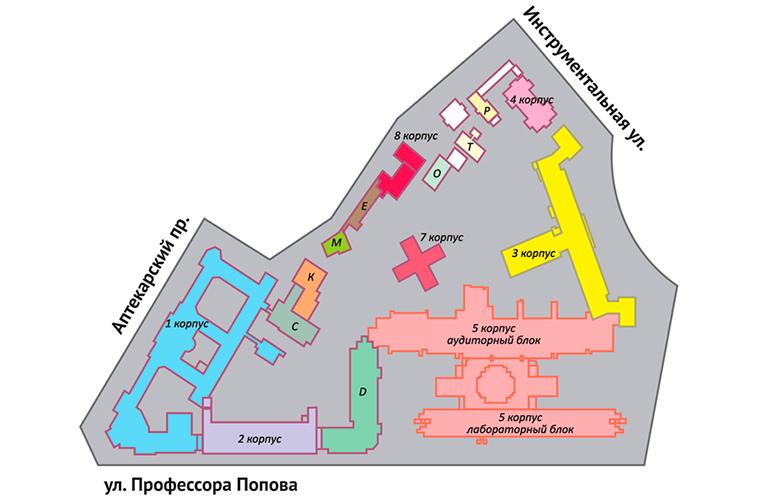 Инструментальная ул.
4 корпус
Р
8 корпус
Т
О
Е
Аптекарский пр.
М
7 корпус
3 корпус
К
1 корпус
С
5 корпус
аудиторный блок
D
5 корпус
лабораторный блок
2 корпус
ул. Профессора Попова